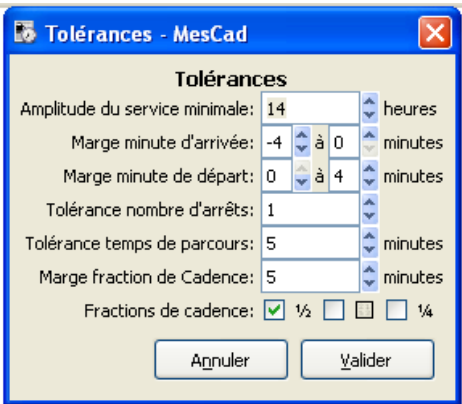 Tolérances - MesCad
Tolérances
Amplitude du service minimale: 14 heures
Marge minute d'arrivée: -4 à 0 minutes
Marge minute de départ: 0 à 4 minutes
Tolérance nombre d'arrêts: 1
Tolérance temps de parcours: 5 minutes
Marge fraction de Cadence: 5 minutes
Fractions de cadence: ½ ¼
Annuler Valider